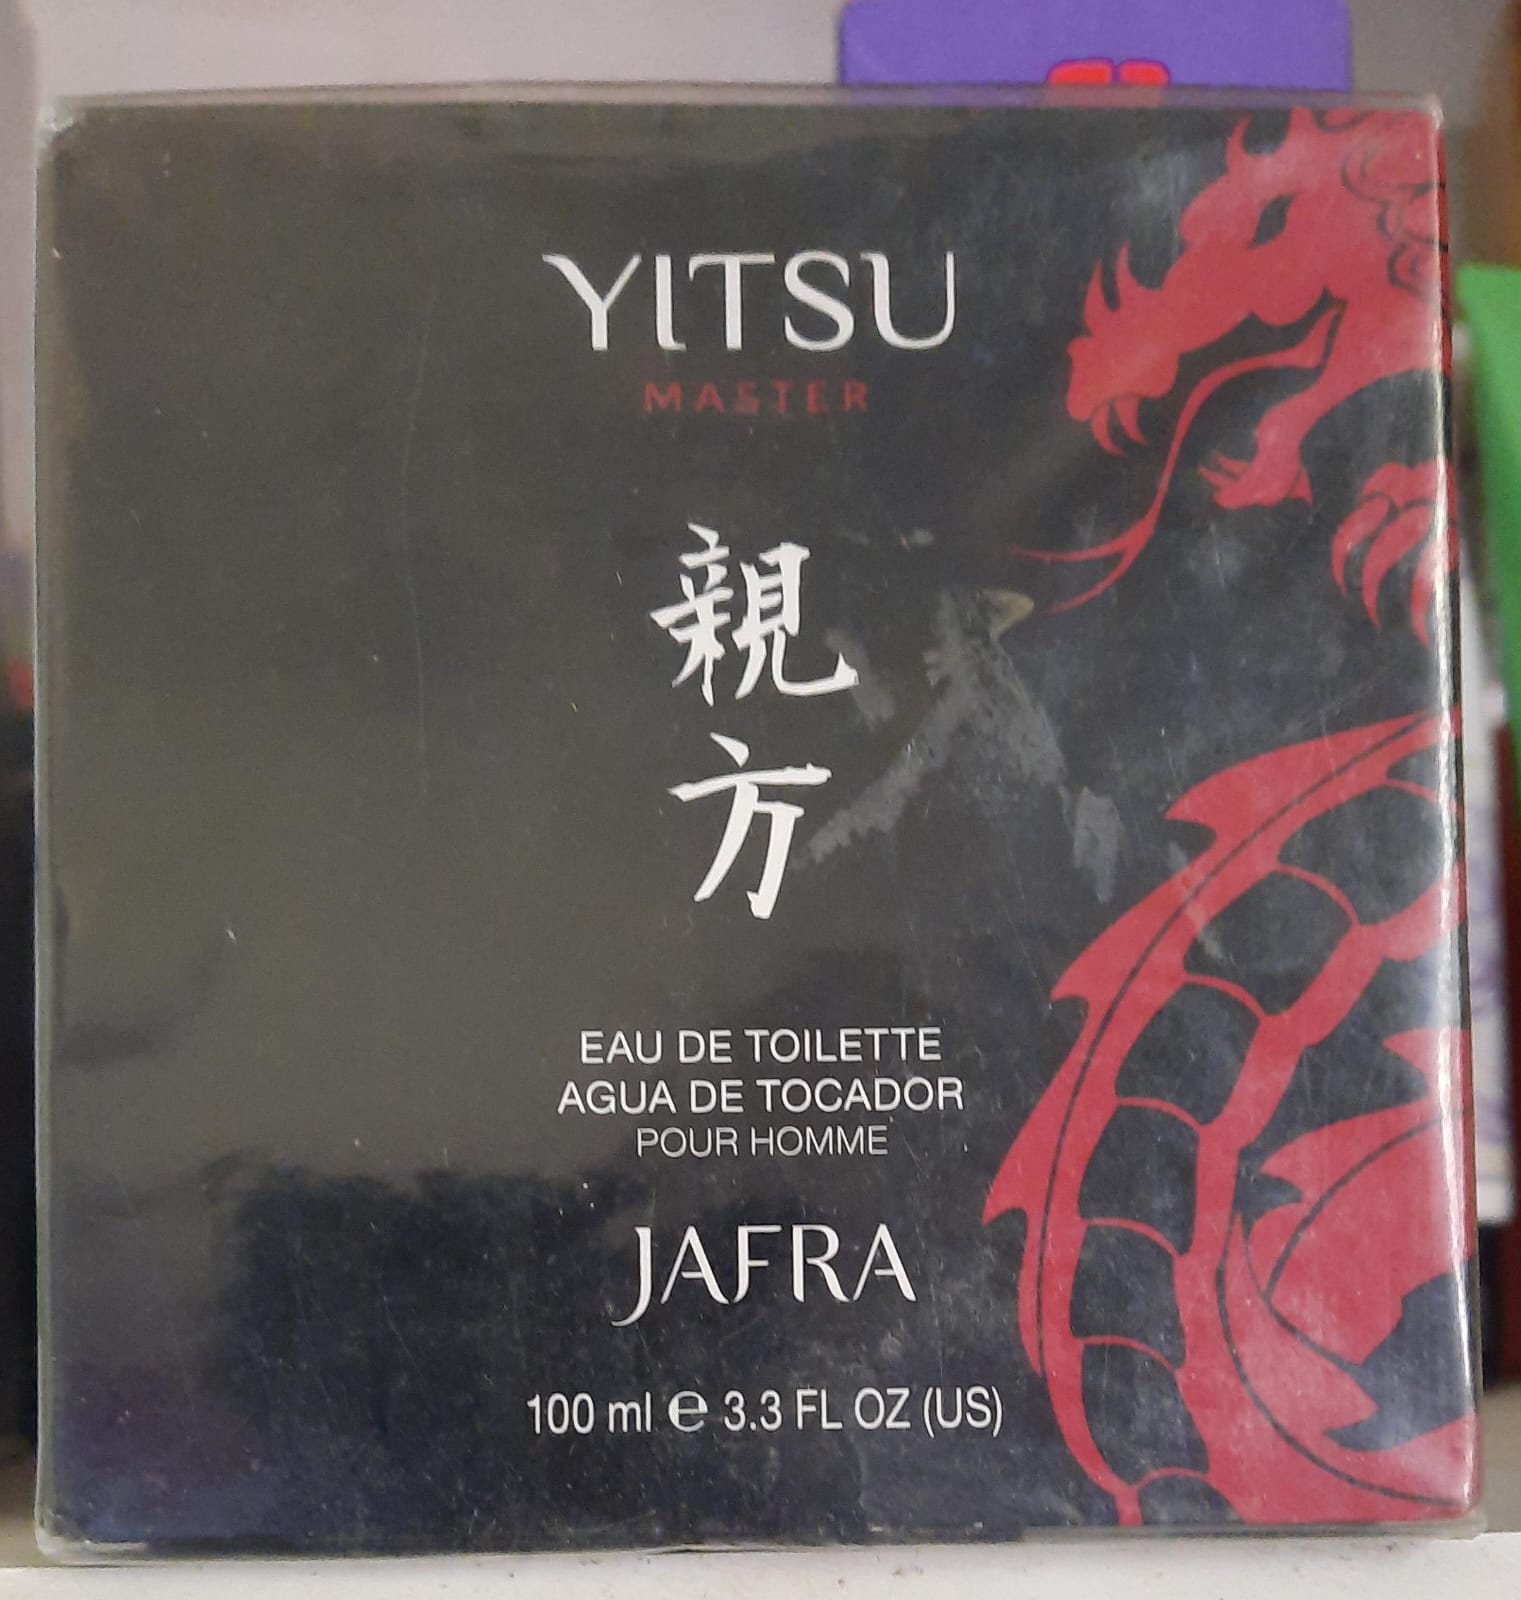 YITSU
MASTER
親
方
EAU DE TOILETTE
AGUA DE TOCADOR
POUR HOMME
JAFRA
100 ml ℮ 3.3 FL OZ (US)